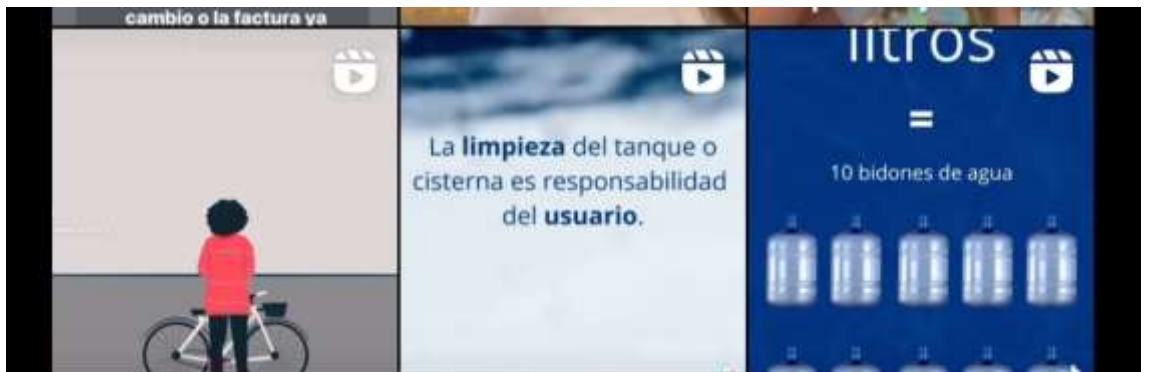 cambio o la factura ya
La limpieza del tanque o
cisterna es responsabilidad
del usuario.
litros
=
10 bidones de agua